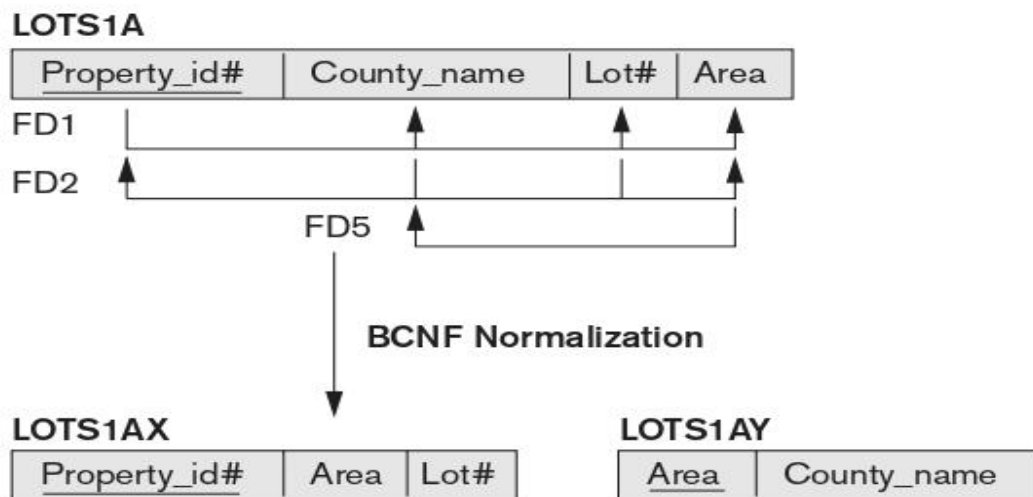 LOTS1A
Property_id# County_name Lot# Area
FD1
FD2
FD5
BCNF Normalization
LOTS1AX
Property_id# Area Lot#
LOTS1AY
Area County_name